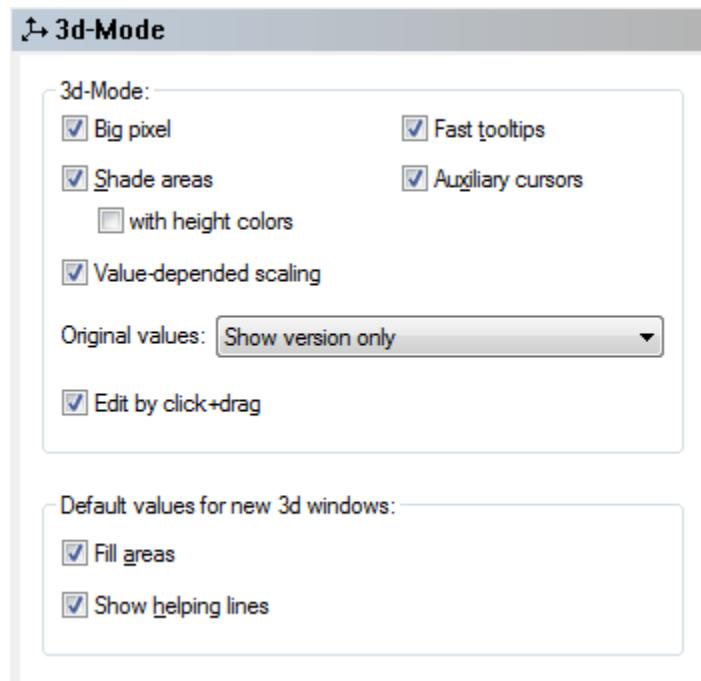 3d-Mode
3d-Mode:
Big pixel
Fast tooltips
Shade areas
Auxiliary cursors
with height colors
Value-depended scaling
Original values: Show version only
Edit by click+drag
Default values for new 3d windows:
Fill areas
Show helping lines